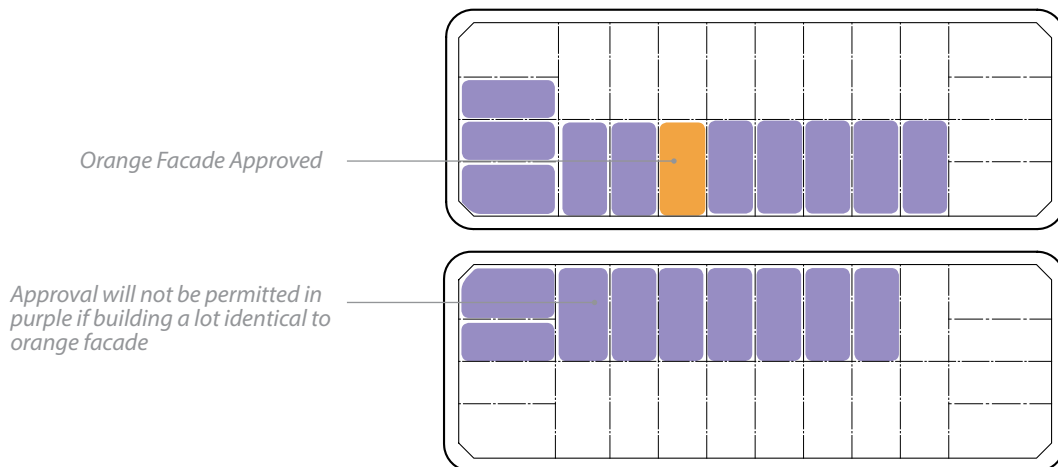 Orange Facade Approved
Approval will not be permitted in
purple if building a lot identical to
orange facade